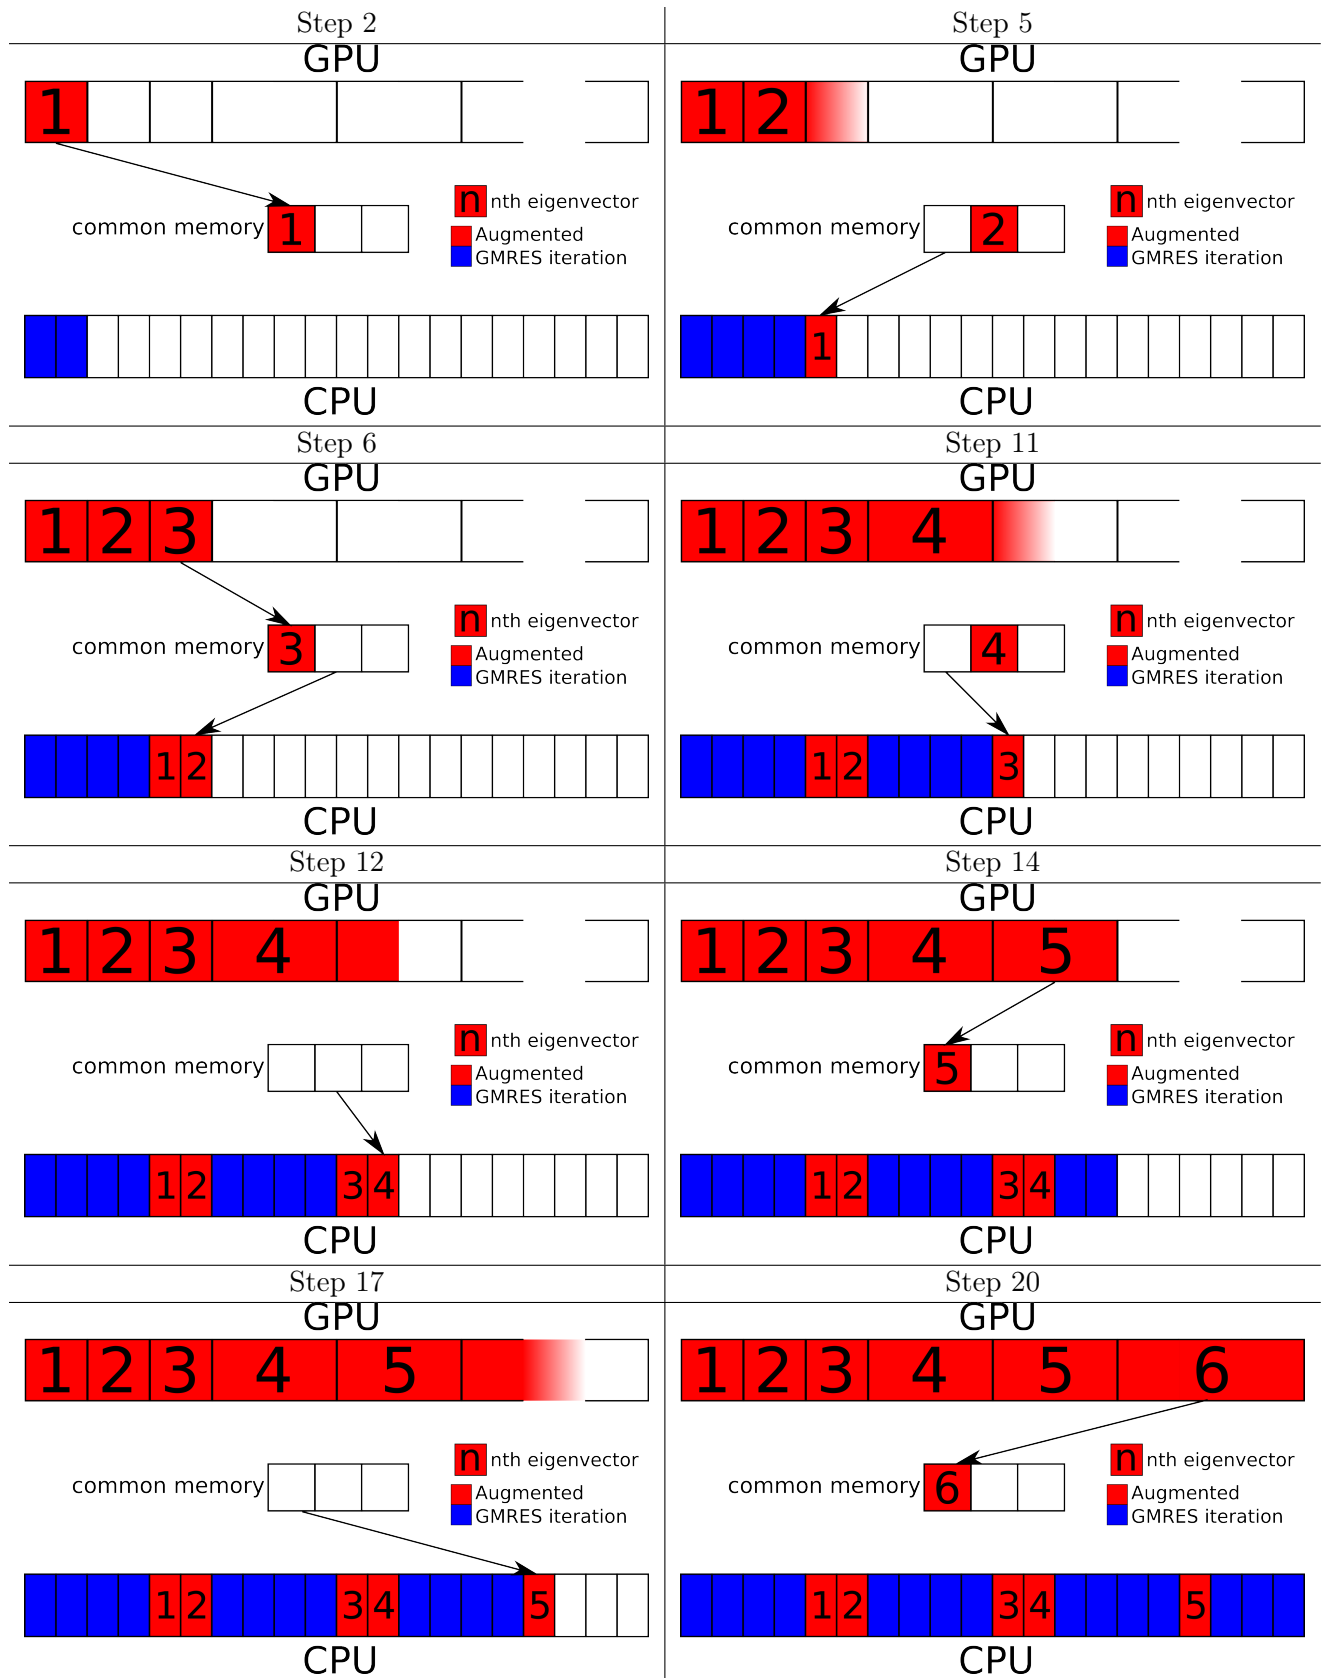 Step 2
GPU
1
n nth eigenvector
common memory 1
Augmented
GMRES iteration
CPU
Step 5
GPU
1 2
n nth eigenvector
common memory 2
Augmented
GMRES iteration
1
CPU
Step 6
GPU
1 2 3
n nth eigenvector
common memory 3
Augmented
GMRES iteration
1 2
CPU
Step 11
GPU
1 2 3 4
n nth eigenvector
common memory 4
Augmented
GMRES iteration
1 2 3
CPU
Step 12
GPU
1 2 3 4
n nth eigenvector
common memory
Augmented
GMRES iteration
1 2 3 4
CPU
Step 14
GPU
1 2 3 4 5
n nth eigenvector
common memory 5
Augmented
GMRES iteration
1 2 3 4
CPU
Step 17
GPU
1 2 3 4 5
n nth eigenvector
common memory
Augmented
GMRES iteration
1 2 3 4 5
CPU
Step 20
GPU
1 2 3 4 5 6
n nth eigenvector
common memory 6
Augmented
GMRES iteration
1 2 3 4 5
CPU